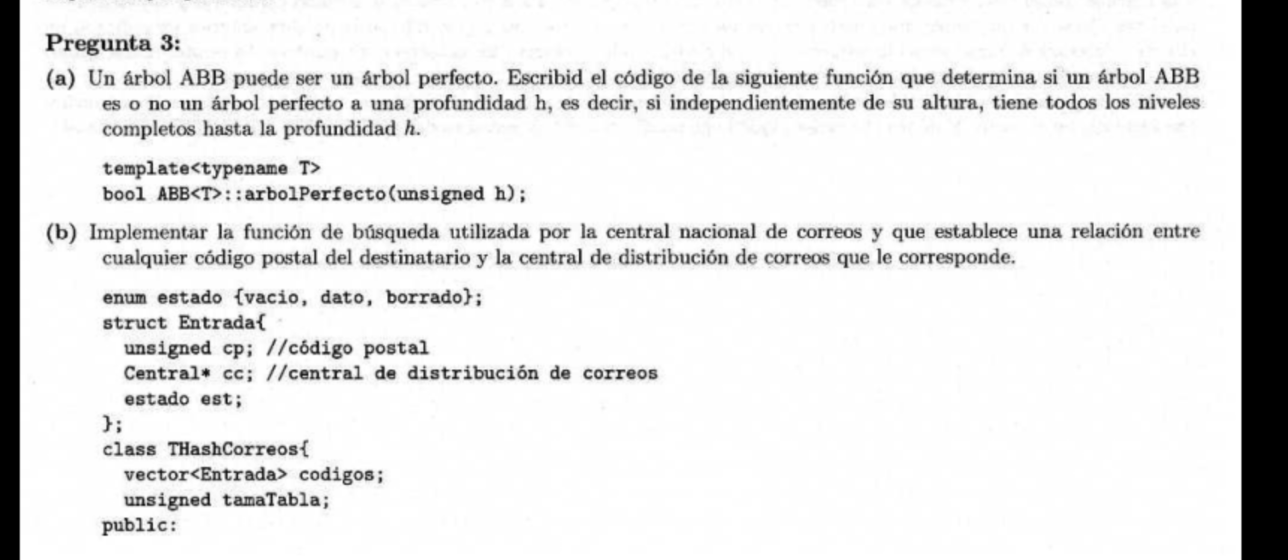 Pregunta 3:
(a) Un árbol ABB puede ser un árbol perfecto. Escribid el código de la siguiente función que determina si un árbol ABB
es o no un árbol perfecto a una profundidad h, es decir, si independientemente de su altura, tiene todos los niveles
completos hasta la profundidad h.
template<typename T>
bool ABB<T>::arbolPerfecto(unsigned h);
(b) Implementar la función de búsqueda utilizada por la central nacional de correos y que establece una relación entre
cualquier código postal del destinatario y la central de distribución de correos que le corresponde.
enum estado {vacio, dato, borrado};
struct Entrada{
unsigned cp; //código postal
Central* cc; //central de distribución de correos
estado est;
};
class THashCorreos{
vector<Entrada> codigos;
unsigned tamaTabla;
public: